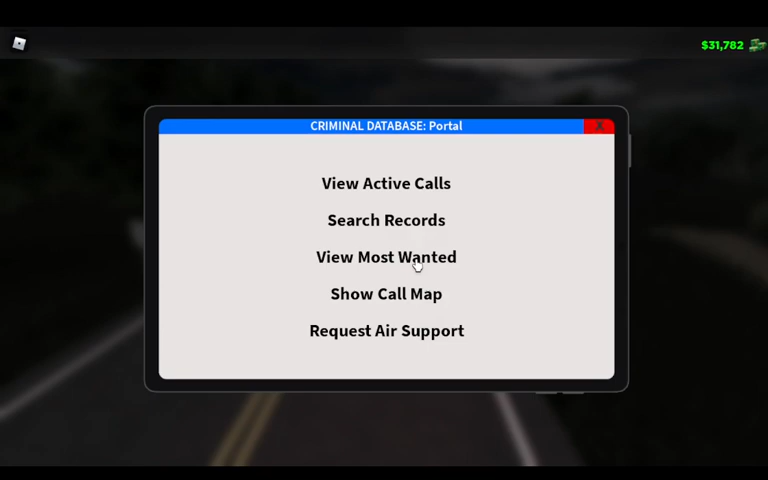 $31,782
CRIMINAL DATABASE: Portal
X
View Active Calls
Search Records
View Most Wanted
Show Call Map
Request Air Support